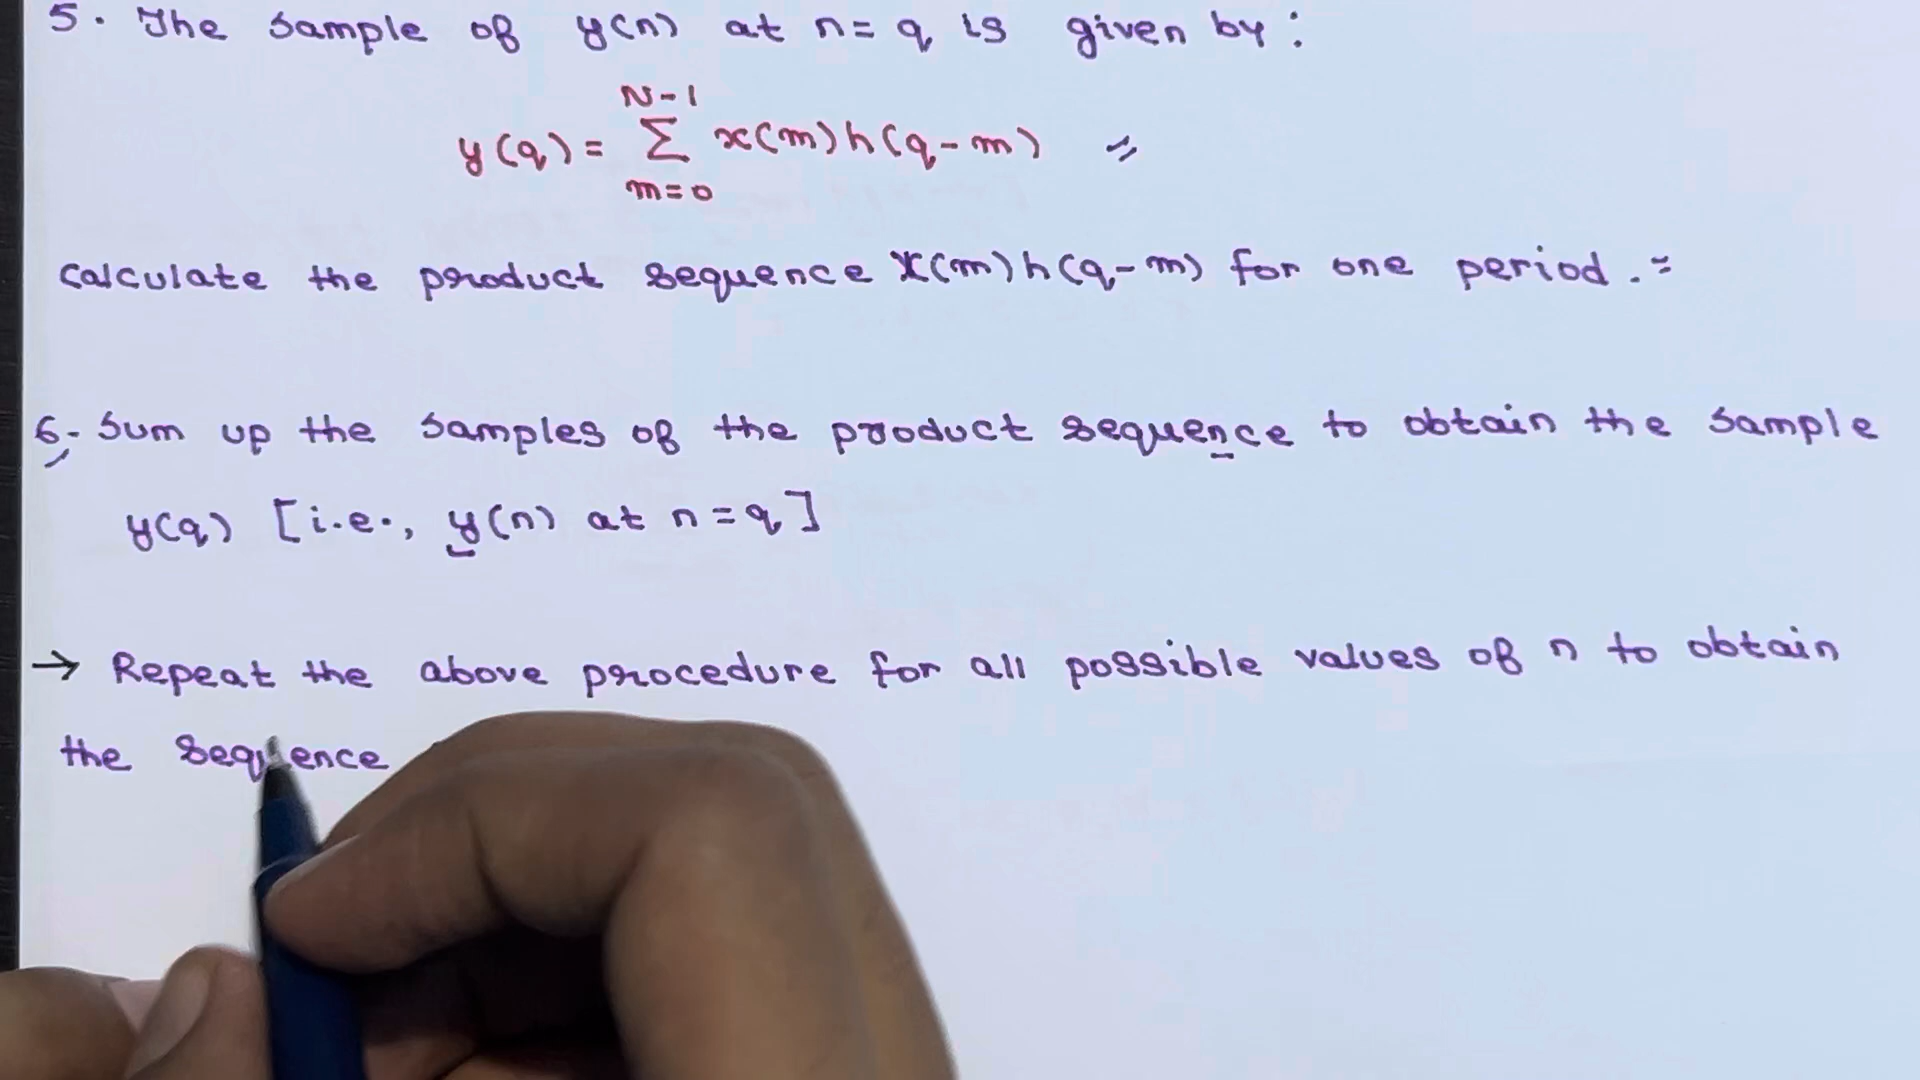 5. The sample of y(n) at n = q is given by :
N-1
y(q) = Σ x(m) h(q-m)
m=0
calculate the product sequence x(m) h(q-m) for one period.
6. Sum up the samples of the product sequence to obtain the sample
y(q) [i.e., y(n) at n = q]
→ Repeat the above procedure for all possible values of n to obtain
the sequence